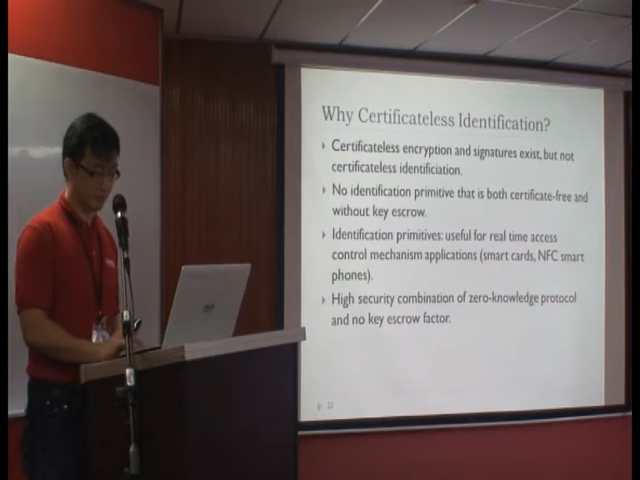 Why Certificateless Identification?
Certificateless encryption and signatures exist, but not
certificateless identificiation.
No identification primitive that is both certificate-free and
without key escrow.
Identification primitives: useful for real time access
control mechanism applications (smart cards, NFC smart
phones).
High security combination of zero-knowledge protocol
and no key escrow factor.
22